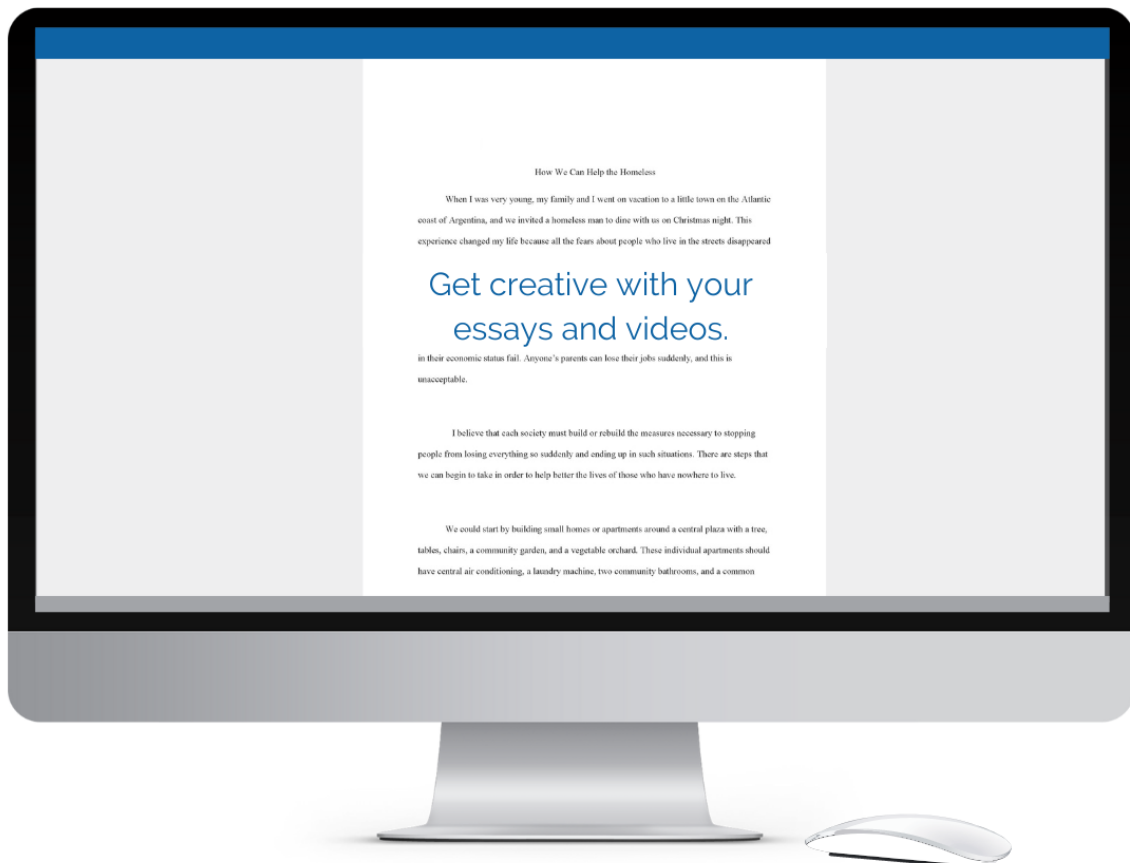 How We Can Help the Homeless
When I was very young, my family and I went on vacation to a little town on the Atlantic
coast of Argentina, and we invited a homeless man to dine with us on Christmas night. This
experience changed my life because all the fears about people who live in the streets disappeared
Get creative with your
essays and videos.
in their economic status fail. Anyone's parents can lose their jobs suddenly, and this is
unacceptable.
I believe that each society must build or rebuild the measures necessary to stopping
people from losing everything so suddenly and ending up in such situations. There are steps that
we can begin to take in order to help better the lives of those who have nowhere to live.
We could start by building small homes or apartments around a central plaza with a tree,
tables, chairs, a community garden, and a vegetable orchard. These individual apartments should
have central air conditioning, a laundry machine, two community bathrooms, and a common